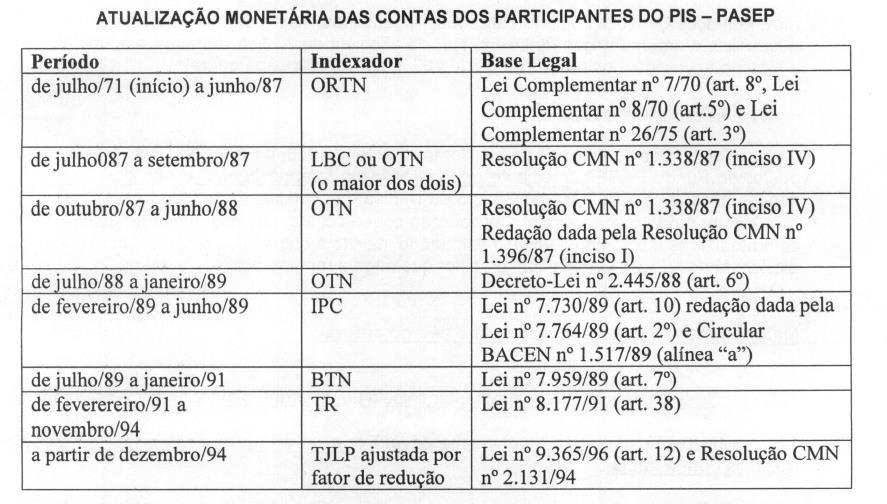 ATUALIZAÇÃO MONETÁRIA DAS CONTAS DOS PARTICIPANTES DO PIS – PASEP
Período Indexador Base Legal
de julho/71 (início) a junho/87 ORTN Lei Complementar nº 7/70 (art. 8º, Lei
Complementar nº 8/70 (art.5º) e Lei
Complementar nº 26/75 (art. 3º)
de julho087 a setembro/87 LBC ou OTN Resolução CMN nº 1.338/87 (inciso IV)
(o maior dos dois)
de outubro/87 a junho/88 OTN Resolução CMN nº 1.338/87 (inciso IV)
Redação dada pela Resolução CMN nº
1.396/87 (inciso I)
de julho/88 a janeiro/89 OTN Decreto-Lei nº 2.445/88 (art. 6º)
de fevereiro/89 a junho/89 IPC Lei nº 7.730/89 (art. 10) redação dada pela
Lei nº 7.764/89 (art. 2º) e Circular
BACEN nº 1.517/89 (alínea “a”)
de julho/89 a janeiro/91 BTN Lei nº 7.959/89 (art. 7º)
de feverereiro/91 a TR Lei nº 8.177/91 (art. 38)
novembro/94
a partir de dezembro/94 TJLP ajustada por Lei nº 9.365/96 (art. 12) e Resolução CMN
fator de redução nº 2.131/94